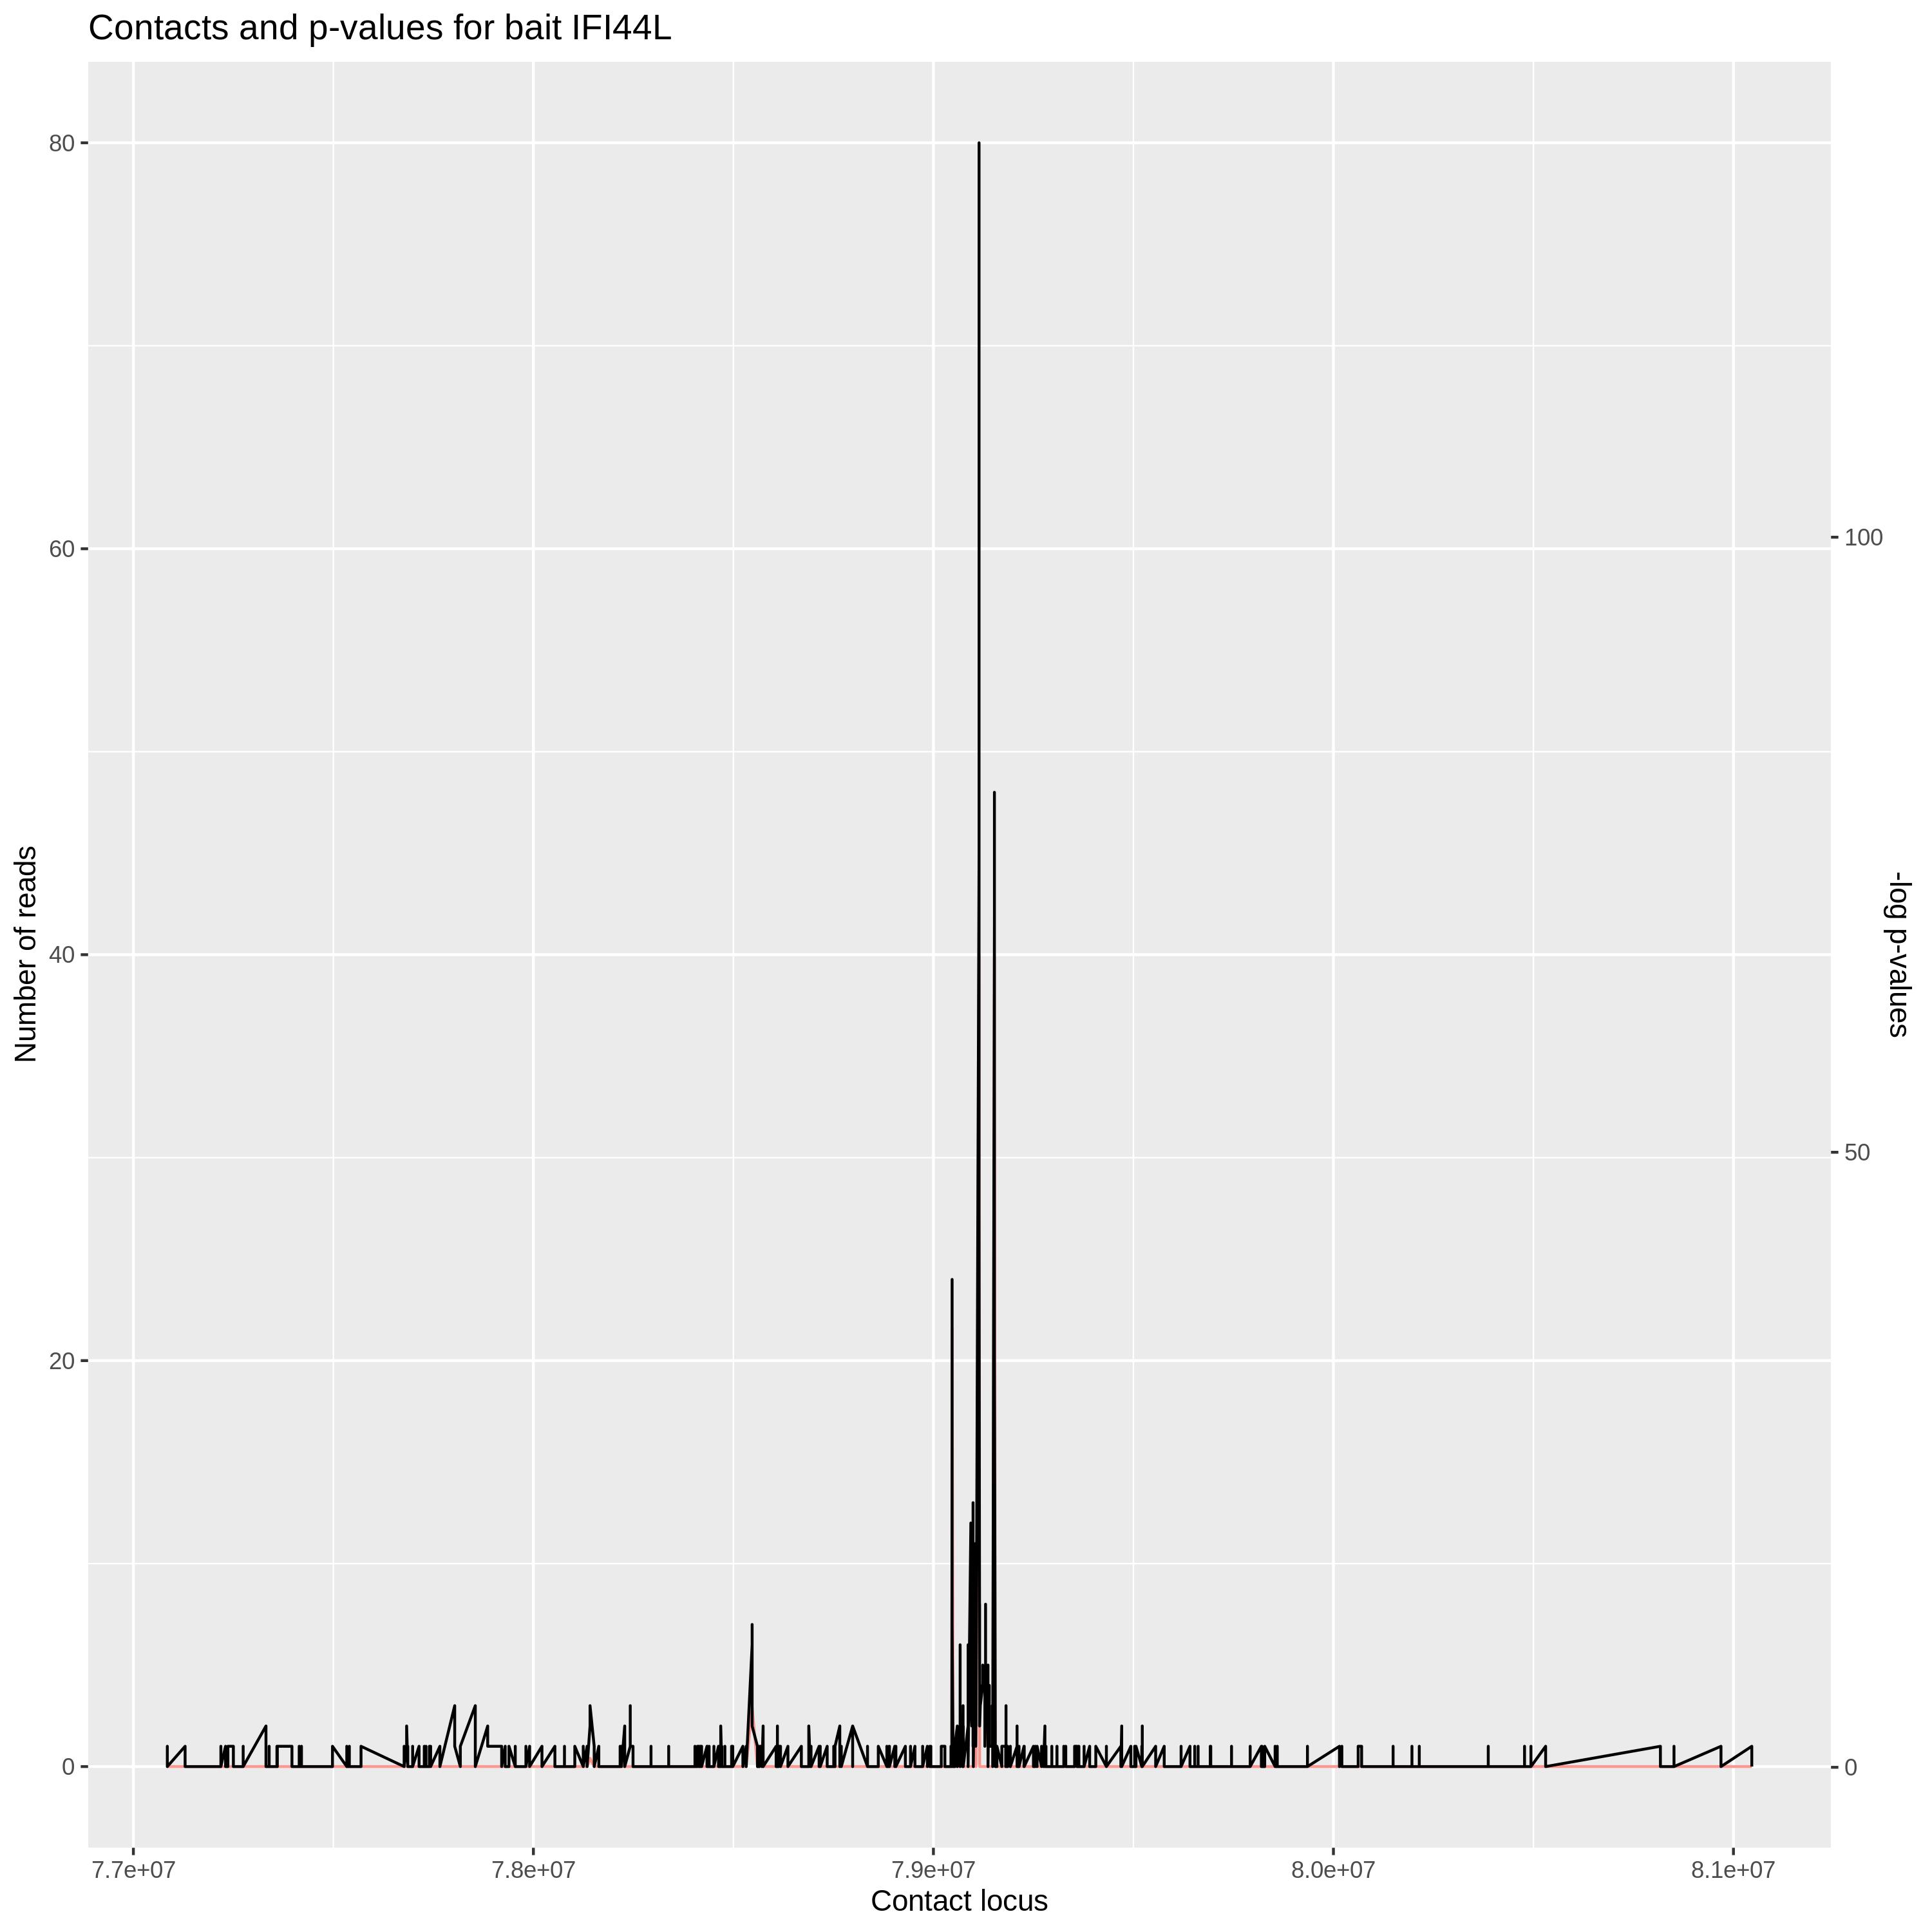 Contacts and p-values for bait IFI44L
80
60
40
20
0
Number of reads
100
50
0
-log p-values
7.7e+07
7.8e+07
7.9e+07
8.0e+07
8.1e+07
Contact locus